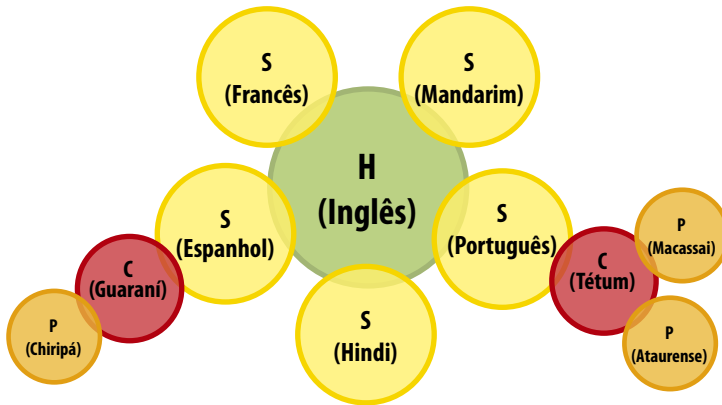 S
(Francês)
S
(Mandarim)
H
(Inglês)
S
(Espanhol)
S
(Português)
P
(Macassai)
C
(Guaraní)
C
(Tétum)
P
(Chiripá)
S
(Hindi)
P
(Ataurense)